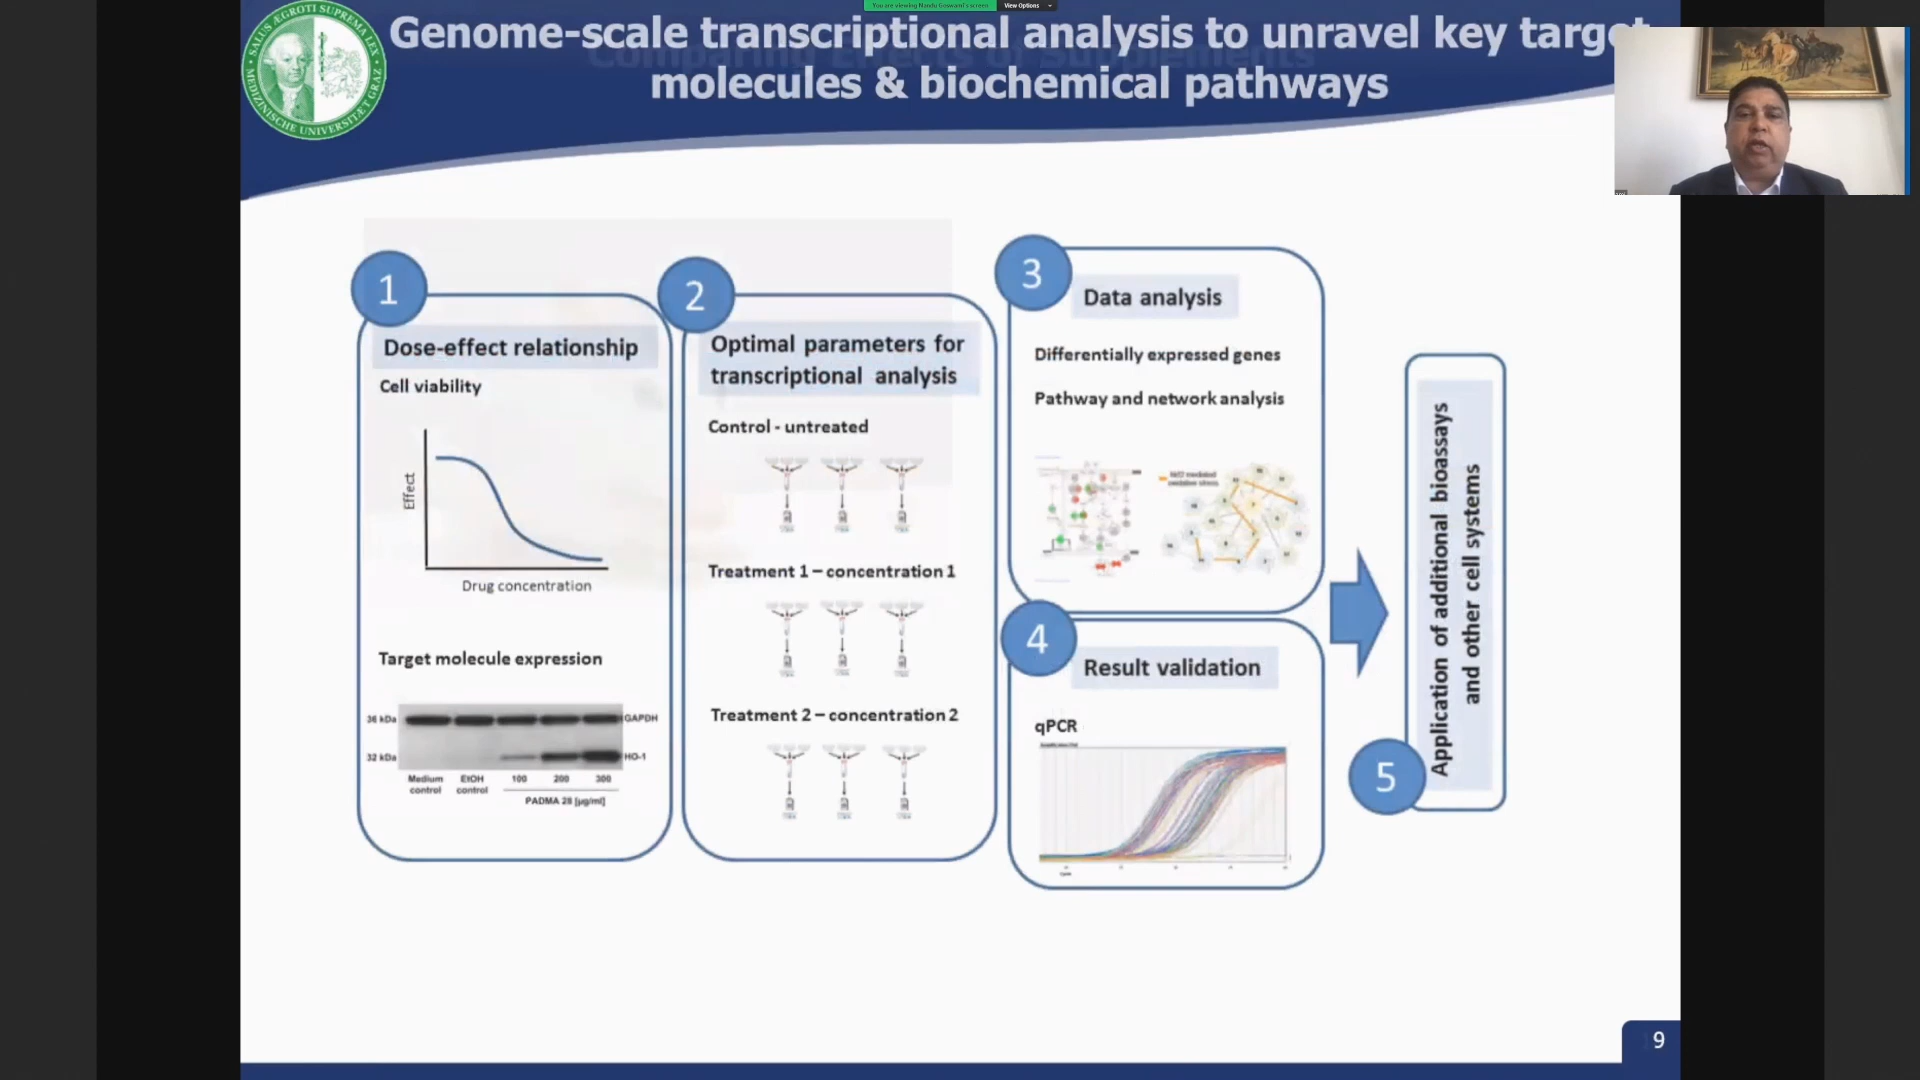 You are viewing Nandu Goswami's screen
View Options
Genome-scale transcriptional analysis to unravel key target
molecules & biochemical pathways
SALUS ÆGROTI SUPREMA LEX
MEDIZINISCHE UNIVERSITÄT GRAZ
1
Dose-effect relationship
Cell viability
Effect
Drug concentration
Target molecule expression
36 kDa
GAPDH
32 kDa
HO-1
Medium
control
EtOH
control
100
200
300
PADMA 28 [µg/ml]
2
Optimal parameters for
transcriptional analysis
Control - untreated
Treatment 1 – concentration 1
Treatment 2 – concentration 2
3
Data analysis
Differentially expressed genes
Pathway and network analysis
4
Result validation
qPCR
5
Application of additional bioassays
and other cell systems
9